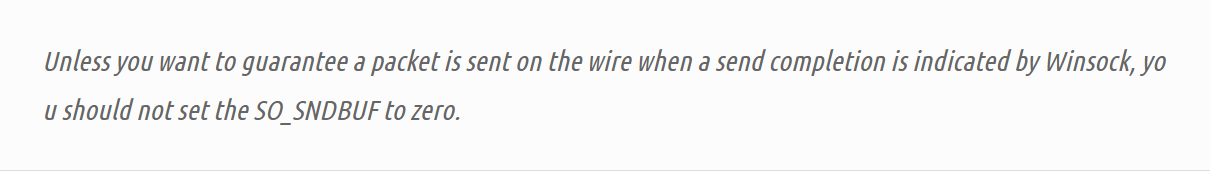 Unless you want to guarantee a packet is sent on the wire when a send completion is indicated by Winsock, yo
u should not set the SO_SNDBUF to zero.